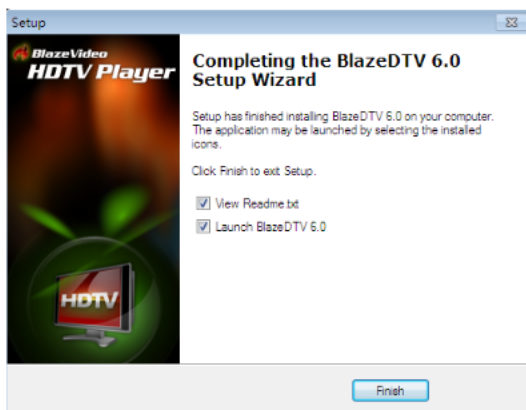 Setup
BlazeVideo
HDTV Player
Completing the BlazeDTV 6.0
Setup Wizard
Setup has finished installing BlazeDTV 6.0 on your computer.
The application may be launched by selecting the installed
icons.
Click Finish to exit Setup.
View Readme.txt
Launch BlazeDTV 6.0
HDTV
Finish